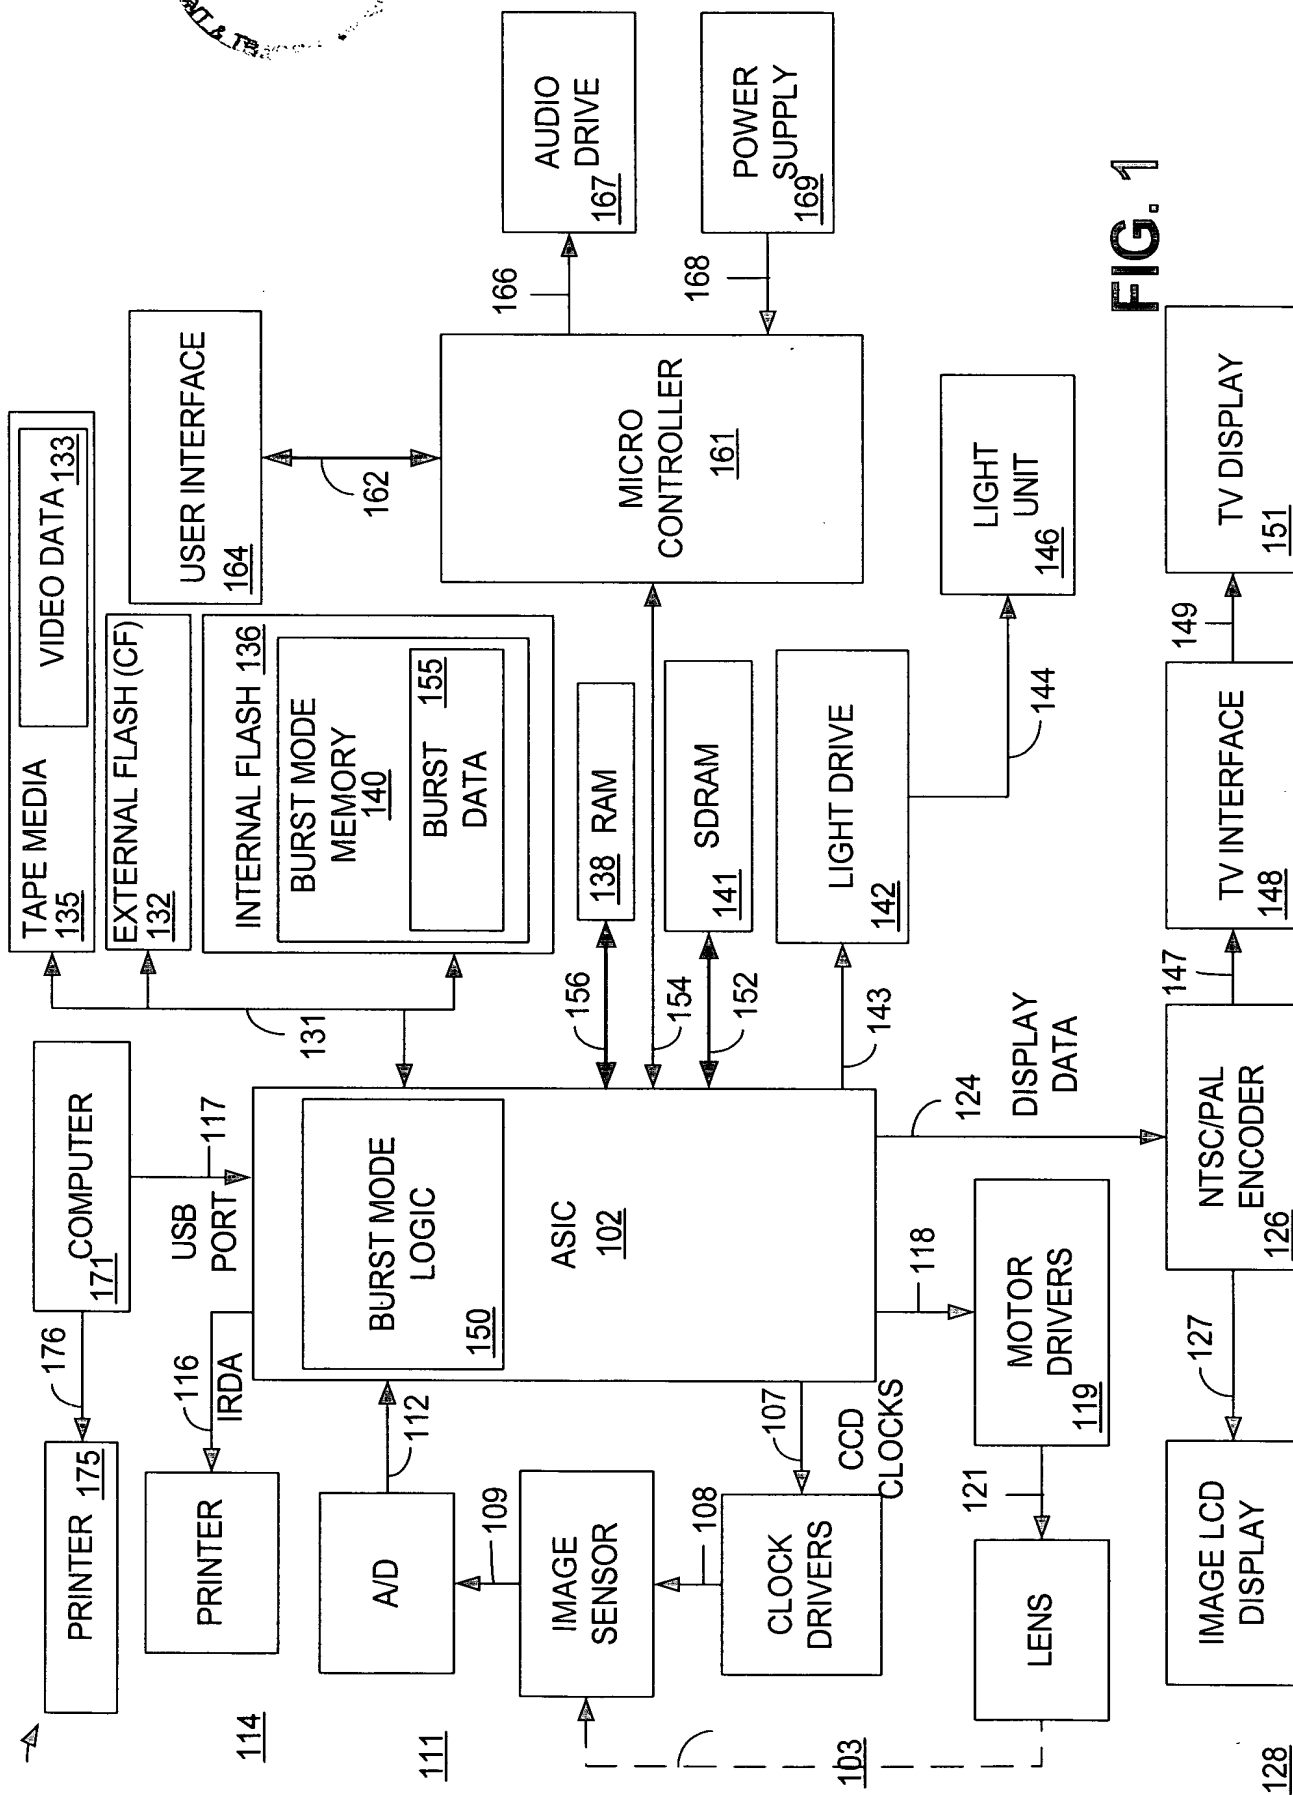 PRINTER 175
176
COMPUTER
171
TAPE MEDIA
135
VIDEO DATA 133
PRINTER
114
116
IRDA
USB
PORT
117
EXTERNAL FLASH (CF)
132
131
USER INTERFACE
164
162
INTERNAL FLASH 136
BURST MODE
MEMORY
140
BURST
DATA
155
A/D
111
112
BURST MODE
LOGIC
150
ASIC
102
109
IMAGE
SENSOR
108
CLOCK
DRIVERS
103
107
CCD
CLOCKS
156
138 RAM
154
152
SDRAM
141
MICRO
CONTROLLER
161
166
AUDIO
DRIVE
167
168
POWER
SUPPLY
169
143
LIGHT DRIVE
142
144
LIGHT
UNIT
146
LENS
121
MOTOR
DRIVERS
119
118
124
DISPLAY
DATA
IMAGE LCD
DISPLAY
128
127
NTSC/PAL
ENCODER
126
147
TV INTERFACE
148
149
TV DISPLAY
151
FIG. 1